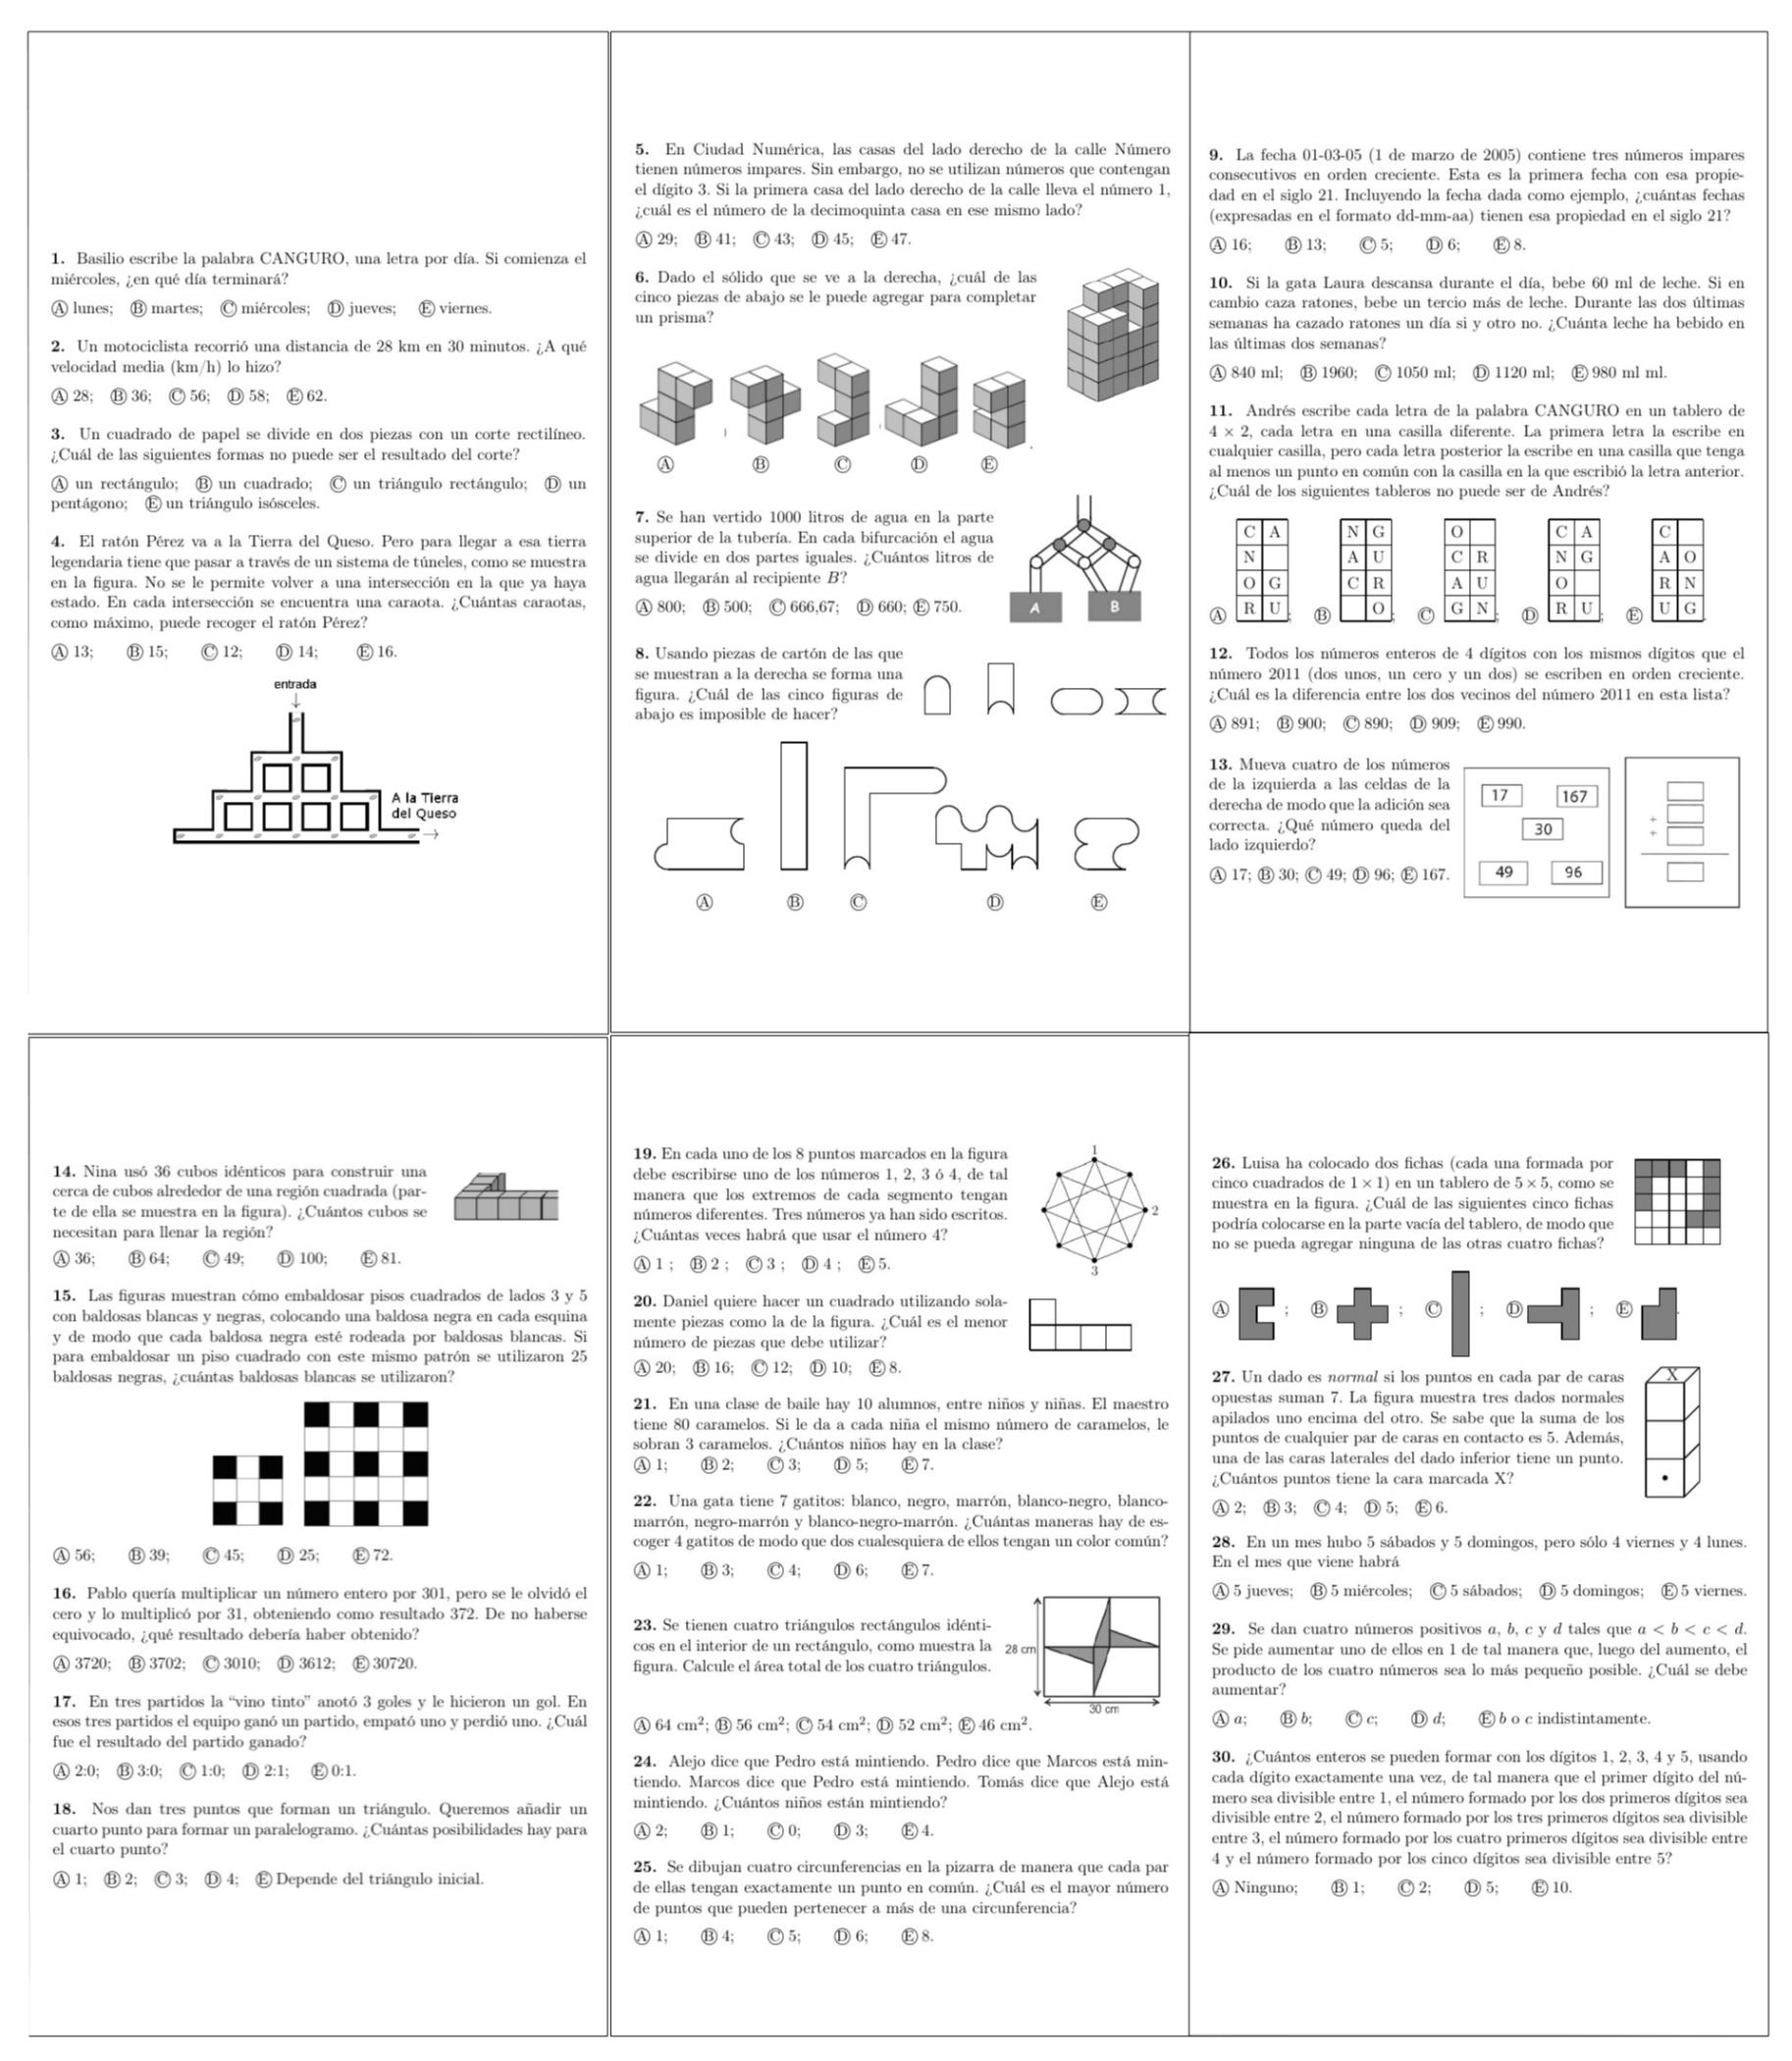 1. Basilio escribe la palabra CANGURO, una letra por día. Si comienza el
miércoles, ¿en qué día terminará?
Ⓐ lunes; Ⓑ martes; Ⓒ miércoles; Ⓓ jueves; Ⓔ viernes.
2. Un motociclista recorrió una distancia de 28 km en 30 minutos. ¿A qué
velocidad media (km/h) lo hizo?
Ⓐ 28; Ⓑ 36; Ⓒ 56; Ⓓ 58; Ⓔ 62.
3. Un cuadrado de papel se divide en dos piezas con un corte rectilíneo.
¿Cuál de las siguientes formas no puede ser el resultado del corte?
Ⓐ un rectángulo; Ⓑ un cuadrado; Ⓒ un triángulo rectángulo; Ⓓ un
pentágono; Ⓔ un triángulo isósceles.
4. El ratón Pérez va a la Tierra del Queso. Pero para llegar a esa tierra
legendaria tiene que pasar a través de un sistema de túneles, como se muestra
en la figura. No se le permite volver a una intersección en la que ya haya
estado. En cada intersección se encuentra una caraota. ¿Cuántas caraotas,
como máximo, puede recoger el ratón Pérez?
Ⓐ 13; Ⓑ 15; Ⓒ 12; Ⓓ 14; Ⓔ 16.
entrada
A la Tierra
del Queso
5. En Ciudad Numérica, las casas del lado derecho de la calle Número
tienen números impares. Sin embargo, no se utilizan números que contengan
el dígito 3. Si la primera casa del lado derecho de la calle lleva el número 1,
¿cuál es el número de la decimoquinta casa en ese mismo lado?
Ⓐ 29; Ⓑ 41; Ⓒ 43; Ⓓ 45; Ⓔ 47.
6. Dado el sólido que se ve a la derecha, ¿cuál de las
cinco piezas de abajo se le puede agregar para completar
un prisma?
Ⓐ Ⓑ Ⓒ Ⓓ Ⓔ
7. Se han vertido 1000 litros de agua en la parte
superior de la tubería. En cada bifurcación el agua
se divide en dos partes iguales. ¿Cuántos litros de
agua llegarán al recipiente B?
Ⓐ 800; Ⓑ 500; Ⓒ 666,67; Ⓓ 660; Ⓔ 750.
A B
8. Usando piezas de cartón de las que
se muestran a la derecha se forma una
figura. ¿Cuál de las cinco figuras de
abajo es imposible de hacer?
Ⓐ Ⓑ Ⓒ Ⓓ Ⓔ
9. La fecha 01-03-05 (1 de marzo de 2005) contiene tres números impares
consecutivos en orden creciente. Esta es la primera fecha con esa propie-
dad en el siglo 21. Incluyendo la fecha dada como ejemplo, ¿cuántas fechas
(expresadas en el formato dd-mm-aa) tienen esa propiedad en el siglo 21?
Ⓐ 16; Ⓑ 13; Ⓒ 5; Ⓓ 6; Ⓔ 8.
10. Si la gata Laura descansa durante el día, bebe 60 ml de leche. Si en
cambio caza ratones, bebe un tercio más de leche. Durante las dos últimas
semanas ha cazado ratones un día si y otro no. ¿Cuánta leche ha bebido en
las últimas dos semanas?
Ⓐ 840 ml; Ⓑ 1960; Ⓒ 1050 ml; Ⓓ 1120 ml; Ⓔ 980 ml ml.
11. Andrés escribe cada letra de la palabra CANGURO en un tablero de
4 × 2, cada letra en una casilla diferente. La primera letra la escribe en
cualquier casilla, pero cada letra posterior la escribe en una casilla que tenga
al menos un punto en común con la casilla en la que escribió la letra anterior.
¿Cuál de los siguientes tableros no puede ser de Andrés?
C A N G O C A C
N A U C R N G A O
O G C R A U O R N
Ⓐ R U; Ⓑ O; Ⓒ G N; Ⓓ R U; Ⓔ U G.
12. Todos los números enteros de 4 dígitos con los mismos dígitos que el
número 2011 (dos unos, un cero y un dos) se escriben en orden creciente.
¿Cuál es la diferencia entre los dos vecinos del número 2011 en esta lista?
Ⓐ 891; Ⓑ 900; Ⓒ 890; Ⓓ 909; Ⓔ 990.
13. Mueva cuatro de los números
de la izquierda a las celdas de la
derecha de modo que la adición sea
correcta. ¿Qué número queda del
lado izquierdo?
Ⓐ 17; Ⓑ 30; Ⓒ 49; Ⓓ 96; Ⓔ 167.
17 167
30
49 96
+
+
14. Nina usó 36 cubos idénticos para construir una
cerca de cubos alrededor de una región cuadrada (par-
te de ella se muestra en la figura). ¿Cuántos cubos se
necesitan para llenar la región?
Ⓐ 36; Ⓑ 64; Ⓒ 49; Ⓓ 100; Ⓔ 81.
15. Las figuras muestran cómo embaldosar pisos cuadrados de lados 3 y 5
con baldosas blancas y negras, colocando una baldosa negra en cada esquina
y de modo que cada baldosa negra esté rodeada por baldosas blancas. Si
para embaldosar un piso cuadrado con este mismo patrón se utilizaron 25
baldosas negras, ¿cuántas baldosas blancas se utilizaron?
Ⓐ 56; Ⓑ 39; Ⓒ 45; Ⓓ 25; Ⓔ 72.
16. Pablo quería multiplicar un número entero por 301, pero se le olvidó el
cero y lo multiplicó por 31, obteniendo como resultado 372. De no haberse
equivocado, ¿qué resultado debería haber obtenido?
Ⓐ 3720; Ⓑ 3702; Ⓒ 3010; Ⓓ 3612; Ⓔ 30720.
17. En tres partidos la “vino tinto” anotó 3 goles y le hicieron un gol. En
esos tres partidos el equipo ganó un partido, empató uno y perdió uno. ¿Cuál
fue el resultado del partido ganado?
Ⓐ 2:0; Ⓑ 3:0; Ⓒ 1:0; Ⓓ 2:1; Ⓔ 0:1.
18. Nos dan tres puntos que forman un triángulo. Queremos añadir un
cuarto punto para formar un paralelogramo. ¿Cuántas posibilidades hay para
el cuarto punto?
Ⓐ 1; Ⓑ 2; Ⓒ 3; Ⓓ 4; Ⓔ Depende del triángulo inicial.
19. En cada uno de los 8 puntos marcados en la figura
debe escribirse uno de los números 1, 2, 3 ó 4, de tal
manera que los extremos de cada segmento tengan
números diferentes. Tres números ya han sido escritos.
¿Cuántas veces habrá que usar el número 4?
Ⓐ 1 ; Ⓑ 2 ; Ⓒ 3 ; Ⓓ 4 ; Ⓔ 5.
1
2
3
20. Daniel quiere hacer un cuadrado utilizando sola-
mente piezas como la de la figura. ¿Cuál es el menor
número de piezas que debe utilizar?
Ⓐ 20; Ⓑ 16; Ⓒ 12; Ⓓ 10; Ⓔ 8.
21. En una clase de baile hay 10 alumnos, entre niños y niñas. El maestro
tiene 80 caramelos. Si le da a cada niña el mismo número de caramelos, le
sobran 3 caramelos. ¿Cuántos niños hay en la clase?
Ⓐ 1; Ⓑ 2; Ⓒ 3; Ⓓ 5; Ⓔ 7.
22. Una gata tiene 7 gatitos: blanco, negro, marrón, blanco-negro, blanco-
marrón, negro-marrón y blanco-negro-marrón. ¿Cuántas maneras hay de es-
coger 4 gatitos de modo que dos cualesquiera de ellos tengan un color común?
Ⓐ 1; Ⓑ 3; Ⓒ 4; Ⓓ 6; Ⓔ 7.
23. Se tienen cuatro triángulos rectángulos idénti-
cos en el interior de un rectángulo, como muestra la
figura. Calcule el área total de los cuatro triángulos.
28 cm
30 cm
Ⓐ 64 cm²; Ⓑ 56 cm²; Ⓒ 54 cm²; Ⓓ 52 cm²; Ⓔ 46 cm².
24. Alejo dice que Pedro está mintiendo. Pedro dice que Marcos está min-
tiendo. Marcos dice que Pedro está mintiendo. Tomás dice que Alejo está
mintiendo. ¿Cuántos niños están mintiendo?
Ⓐ 2; Ⓑ 1; Ⓒ 0; Ⓓ 3; Ⓔ 4.
25. Se dibujan cuatro circunferencias en la pizarra de manera que cada par
de ellas tengan exactamente un punto en común. ¿Cuál es el mayor número
de puntos que pueden pertenecer a más de una circunferencia?
Ⓐ 1; Ⓑ 4; Ⓒ 5; Ⓓ 6; Ⓔ 8.
26. Luisa ha colocado dos fichas (cada una formada por
cinco cuadrados de 1 × 1) en un tablero de 5 × 5, como se
muestra en la figura. ¿Cuál de las siguientes cinco fichas
podría colocarse en la parte vacía del tablero, de modo que
no se pueda agregar ninguna de las otras cuatro fichas?
Ⓐ ; Ⓑ ; Ⓒ ; Ⓓ ; Ⓔ .
27. Un dado es normal si los puntos en cada par de caras
opuestas suman 7. La figura muestra tres dados normales
apilados uno encima del otro. Se sabe que la suma de los
puntos de cualquier par de caras en contacto es 5. Además,
una de las caras laterales del dado inferior tiene un punto.
¿Cuántos puntos tiene la cara marcada X?
Ⓐ 2; Ⓑ 3; Ⓒ 4; Ⓓ 5; Ⓔ 6.
X
28. En un mes hubo 5 sábados y 5 domingos, pero sólo 4 viernes y 4 lunes.
En el mes que viene habrá
Ⓐ 5 jueves; Ⓑ 5 miércoles; Ⓒ 5 sábados; Ⓓ 5 domingos; Ⓔ 5 viernes.
29. Se dan cuatro números positivos a, b, c y d tales que a < b < c < d.
Se pide aumentar uno de ellos en 1 de tal manera que, luego del aumento, el
producto de los cuatro números sea lo más pequeño posible. ¿Cuál se debe
aumentar?
Ⓐ a; Ⓑ b; Ⓒ c; Ⓓ d; Ⓔ b o c indistintamente.
30. ¿Cuántos enteros se pueden formar con los dígitos 1, 2, 3, 4 y 5, usando
cada dígito exactamente una vez, de tal manera que el primer dígito del nú-
mero sea divisible entre 1, el número formado por los dos primeros dígitos sea
divisible entre 2, el número formado por los tres primeros dígitos sea divisible
entre 3, el número formado por los cuatro primeros dígitos sea divisible entre
4 y el número formado por los cinco dígitos sea divisible entre 5?
Ⓐ Ninguno; Ⓑ 1; Ⓒ 2; Ⓓ 5; Ⓔ 10.